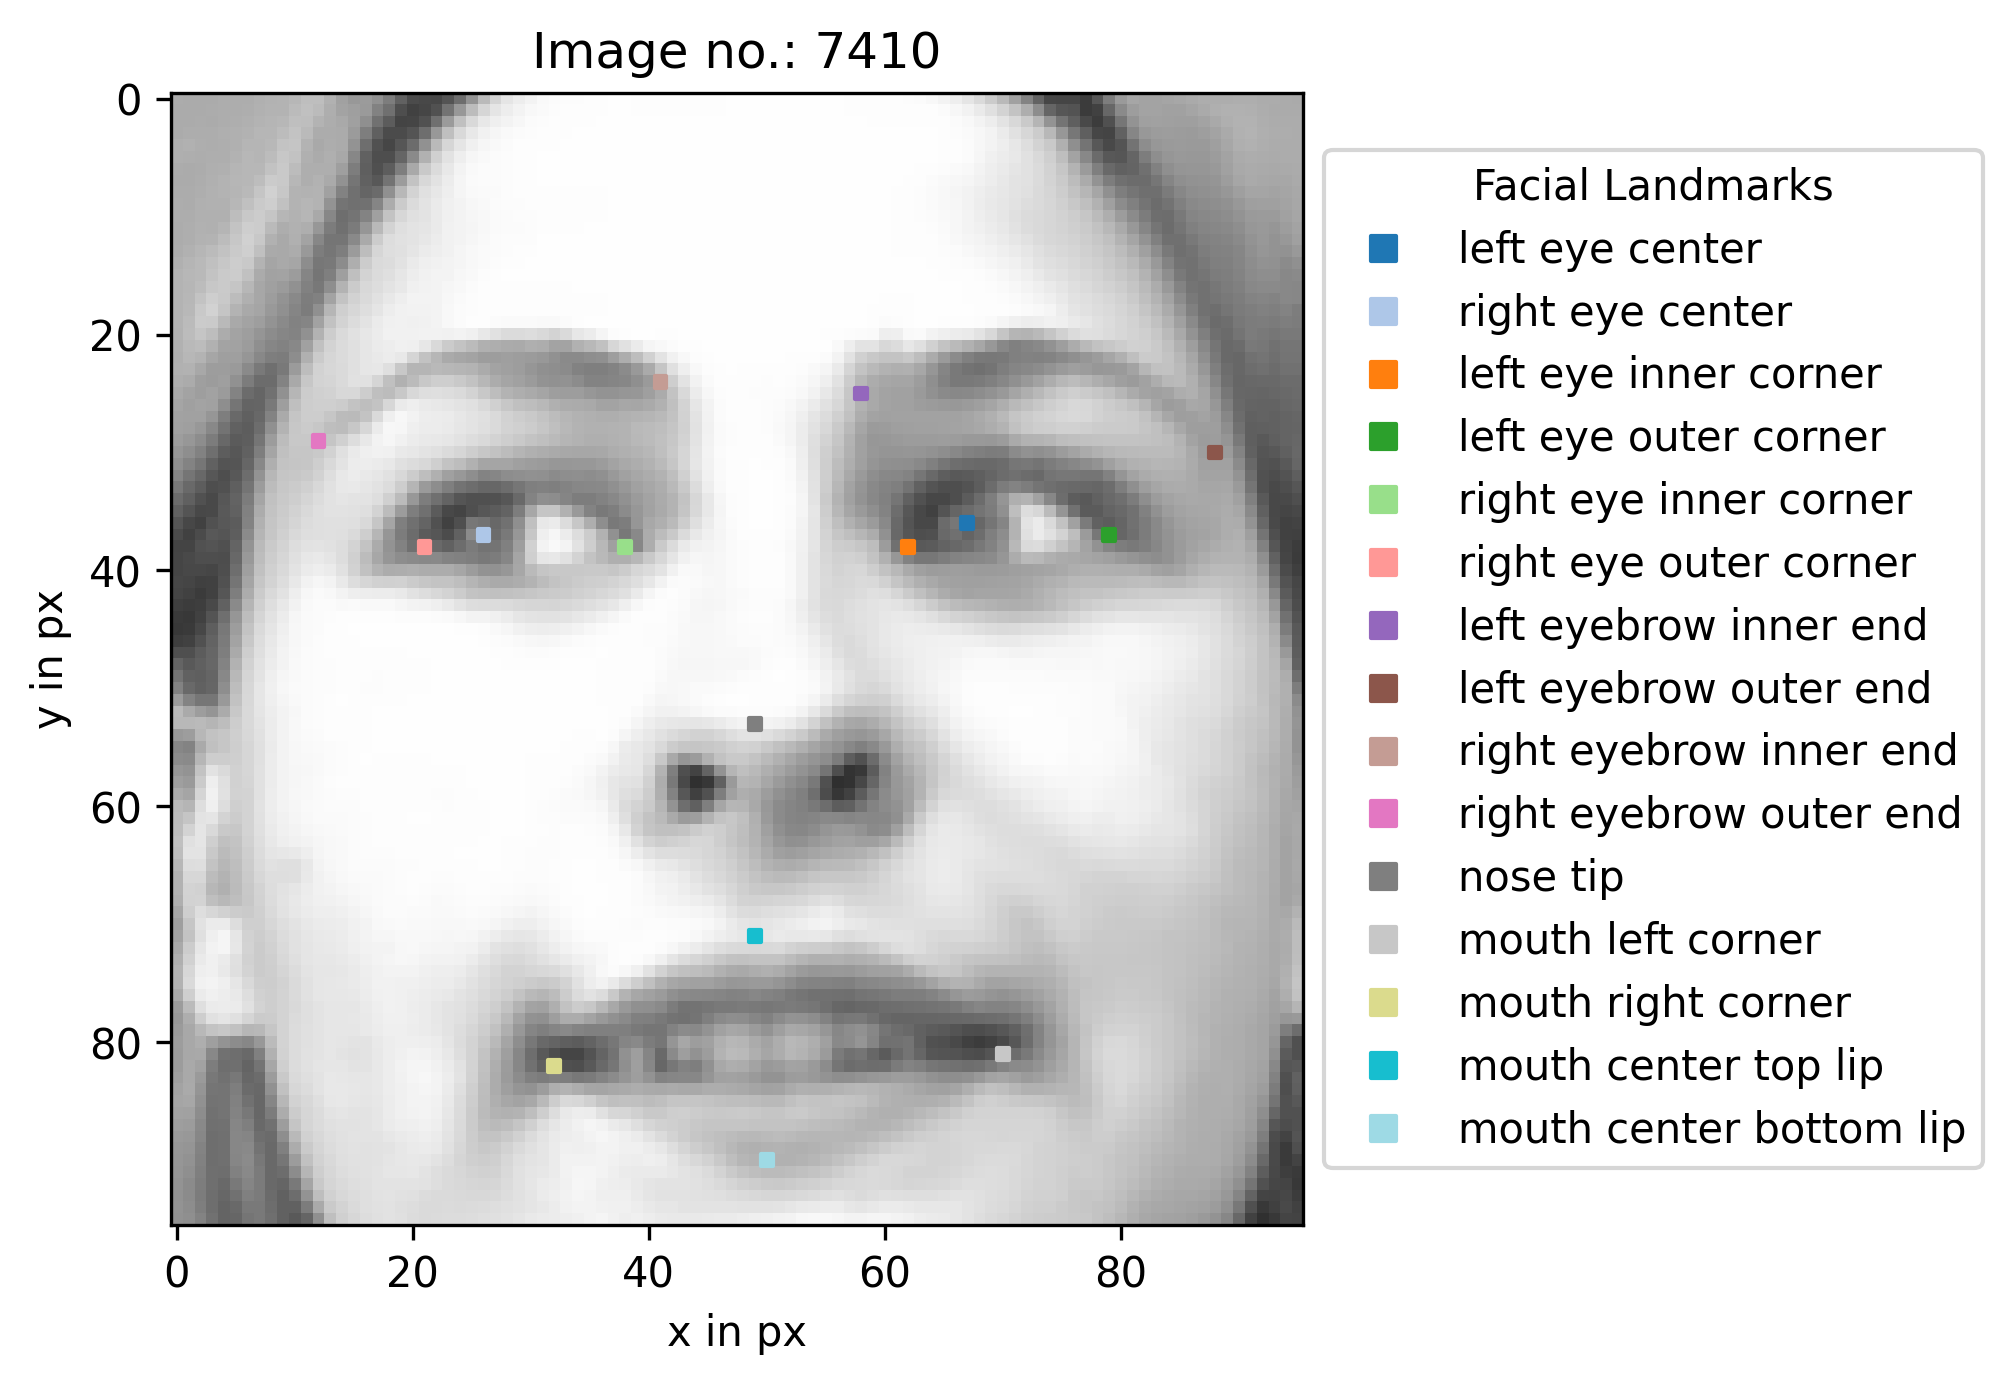 Image no.: 7410
0
20
40
60
80
y in px
0 20 40 60 80
x in px
Facial Landmarks
left eye center
right eye center
left eye inner corner
left eye outer corner
right eye inner corner
right eye outer corner
left eyebrow inner end
left eyebrow outer end
right eyebrow inner end
right eyebrow outer end
nose tip
mouth left corner
mouth right corner
mouth center top lip
mouth center bottom lip